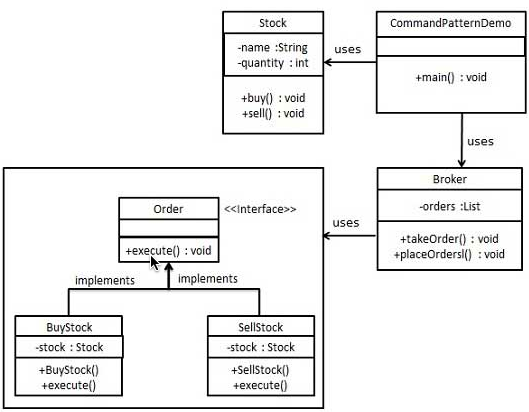 Stock
-name :String
-quantity : int
+buy() : void
+sell() : void
uses
CommandPatternDemo
+main() : void
uses
Broker
-orders :List
+takeOrder() : void
+placeOrdersl() : void
uses
Order
<<Interface>>
+execute() : void
implements
implements
BuyStock
-stock : Stock
+BuyStock()
+execute()
SellStock
-stock : Stock
+SellStock()
+execute()